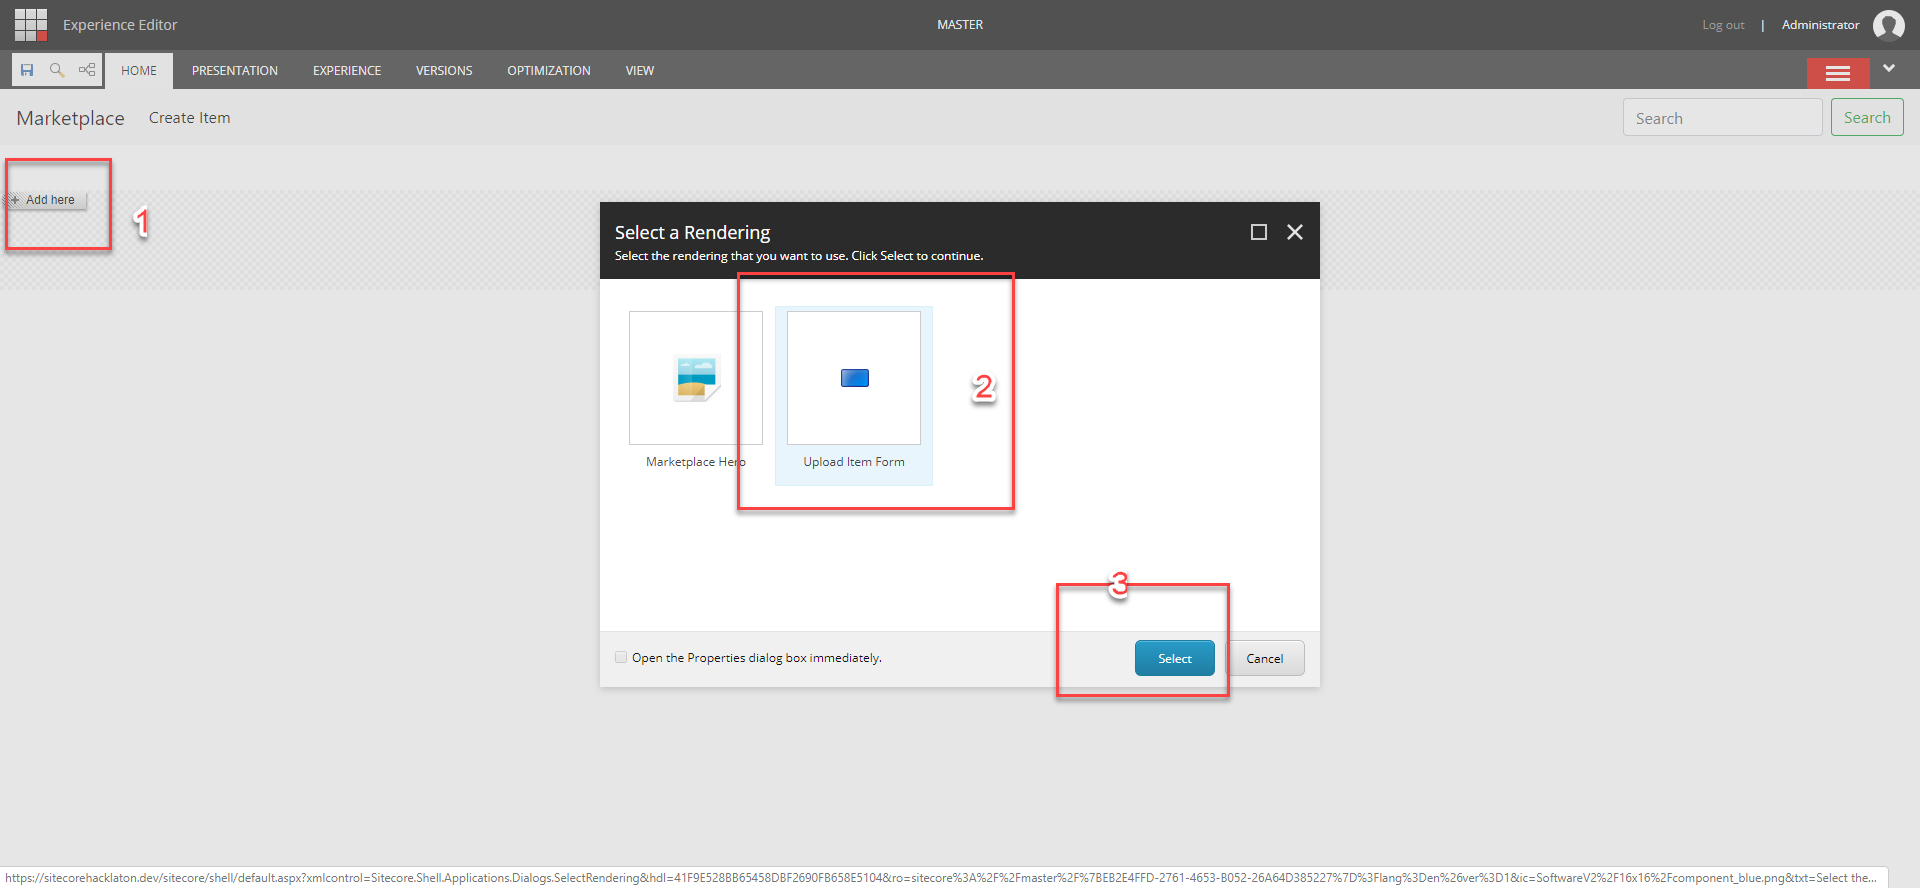 Experience Editor
MASTER
Log out | Administrator
HOME PRESENTATION EXPERIENCE VERSIONS OPTIMIZATION VIEW
Marketplace Create Item
Search Search
+ Add here
1
Select a Rendering
Select the rendering that you want to use. Click Select to continue.
2
Marketplace Hero
Upload Item Form
3
Open the Properties dialog box immediately.
Select Cancel
https://sitecorehacklaton.dev/sitecore/shell/default.aspx?xmlcontrol=Sitecore.Shell.Applications.Dialogs.SelectRendering&hdl=41F9E528BB65458DBF2690FB658E5104&ro=sitecore%3A%2F%2Fmaster%2F%7BEB2E4FFD-2761-4653-B052-26A64D385227%7D%3Flang%3Den%26ver%3D1&ic=SoftwareV2%2F16x16%2Fcomponent_blue.png&txt=Select the...